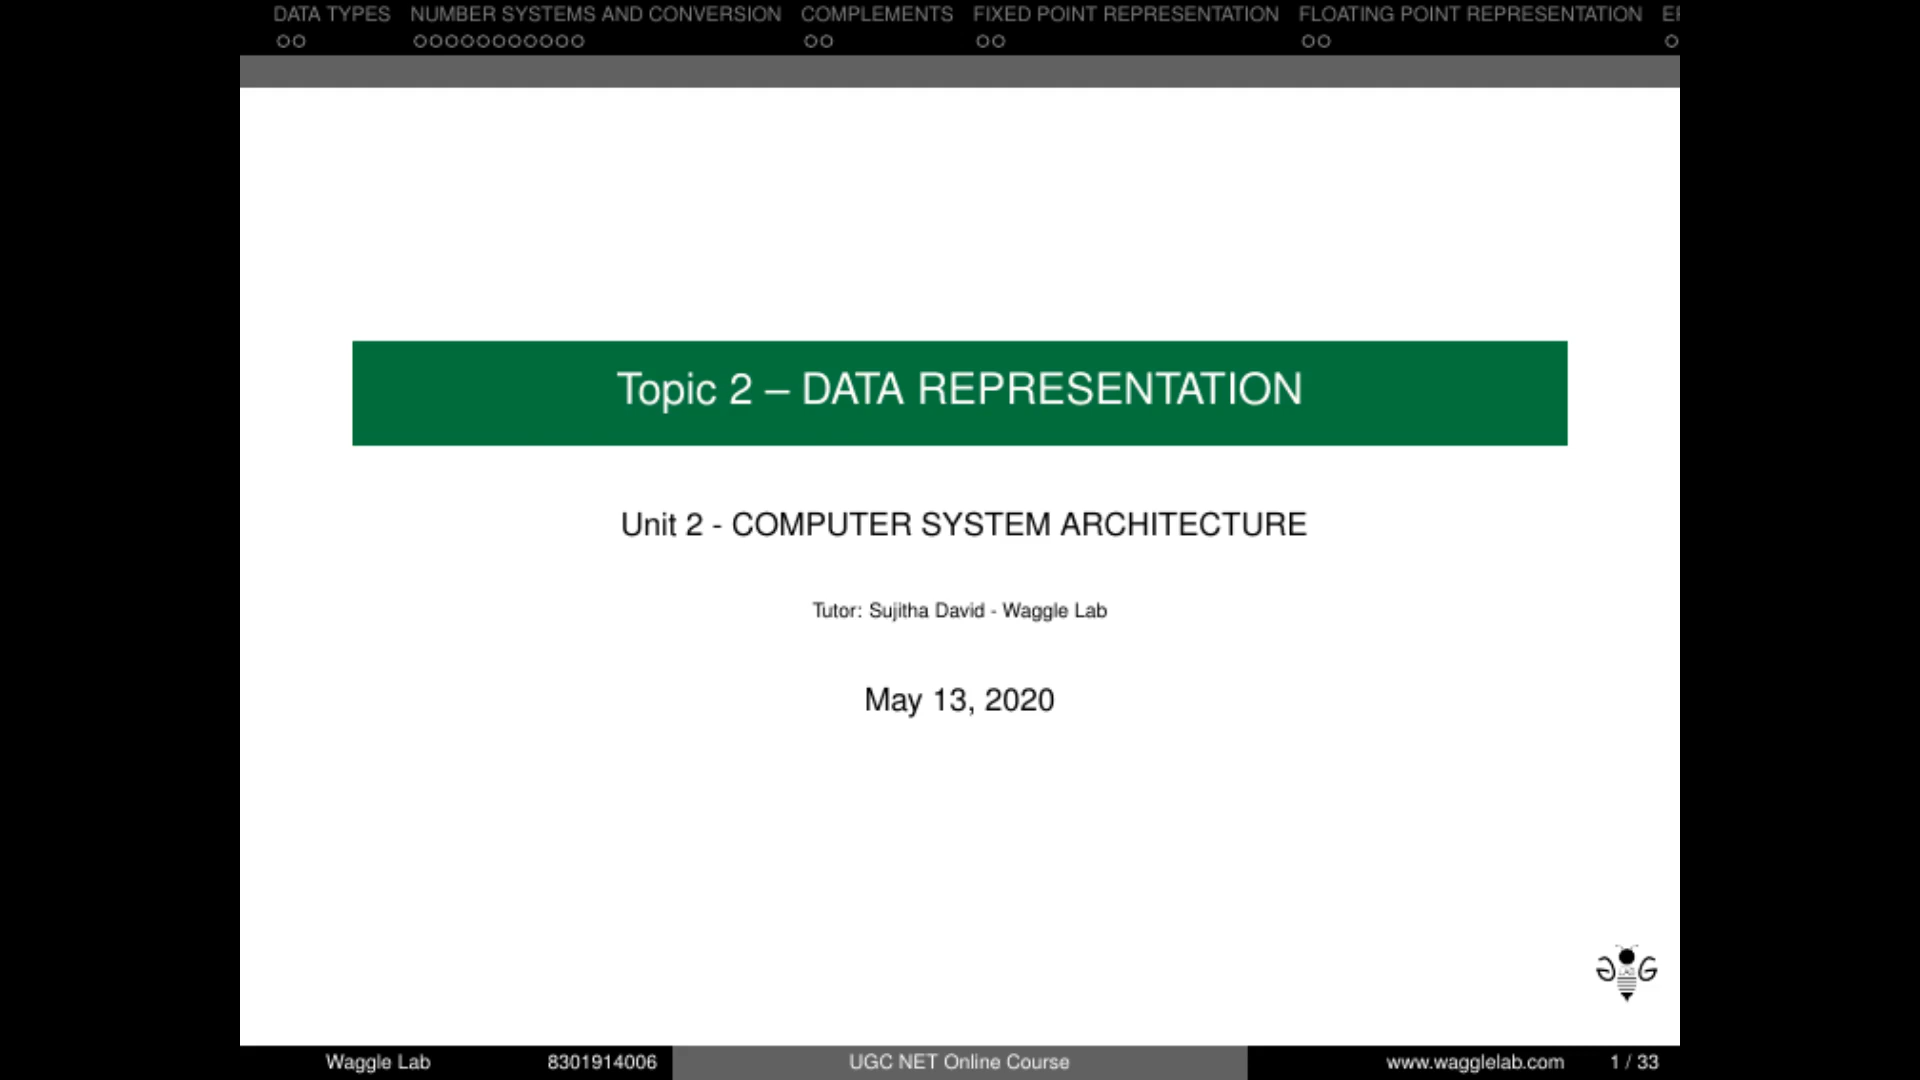 DATA TYPES NUMBER SYSTEMS AND CONVERSION COMPLEMENTS FIXED POINT REPRESENTATION FLOATING POINT REPRESENTATION
Topic 2 – DATA REPRESENTATION
Unit 2 - COMPUTER SYSTEM ARCHITECTURE
Tutor: Sujitha David - Waggle Lab
May 13, 2020
Waggle Lab 8301914006 UGC NET Online Course www.wagglelab.com 1 / 33